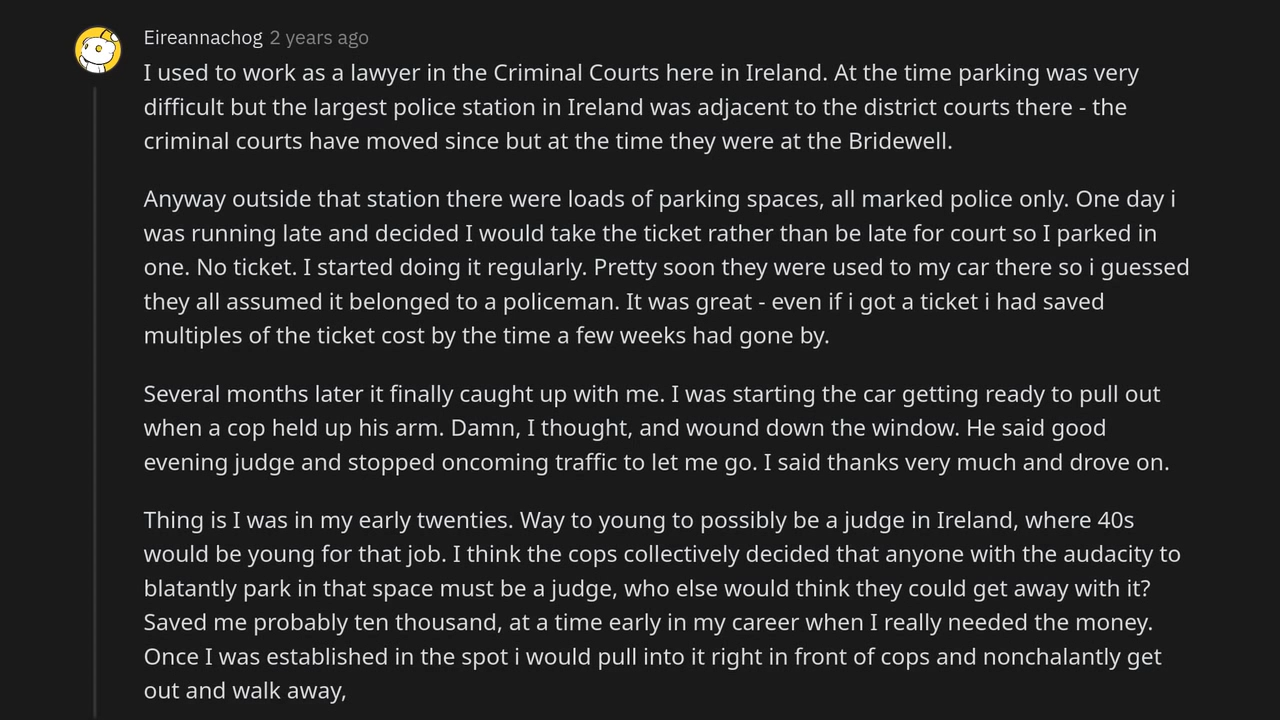 Eireannachog 2 years ago
I used to work as a lawyer in the Criminal Courts here in Ireland. At the time parking was very
difficult but the largest police station in Ireland was adjacent to the district courts there - the
criminal courts have moved since but at the time they were at the Bridewell.
Anyway outside that station there were loads of parking spaces, all marked police only. One day i
was running late and decided I would take the ticket rather than be late for court so I parked in
one. No ticket. I started doing it regularly. Pretty soon they were used to my car there so i guessed
they all assumed it belonged to a policeman. It was great - even if i got a ticket i had saved
multiples of the ticket cost by the time a few weeks had gone by.
Several months later it finally caught up with me. I was starting the car getting ready to pull out
when a cop held up his arm. Damn, I thought, and wound down the window. He said good
evening judge and stopped oncoming traffic to let me go. I said thanks very much and drove on.
Thing is I was in my early twenties. Way to young to possibly be a judge in Ireland, where 40s
would be young for that job. I think the cops collectively decided that anyone with the audacity to
blatantly park in that space must be a judge, who else would think they could get away with it?
Saved me probably ten thousand, at a time early in my career when I really needed the money.
Once I was established in the spot i would pull into it right in front of cops and nonchalantly get
out and walk away,